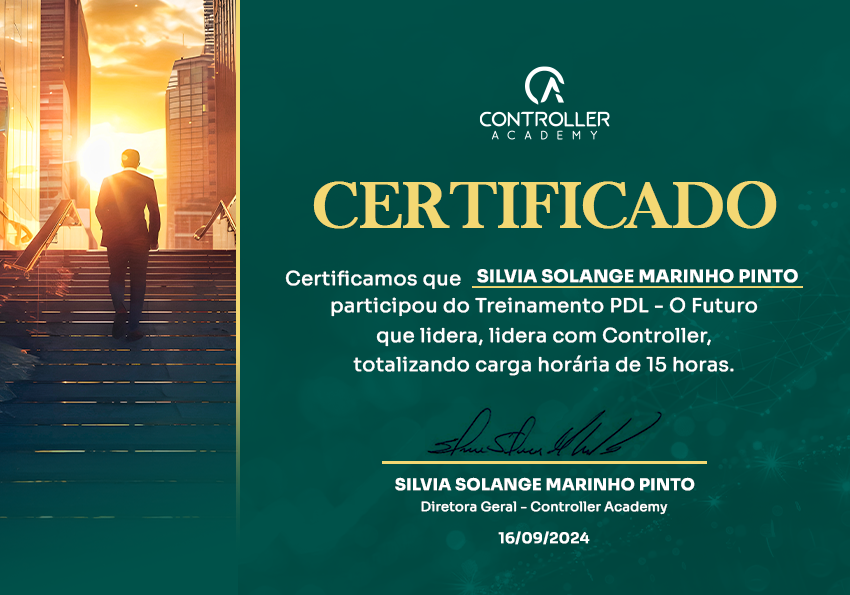 CONTROLLER
ACADEMY
CERTIFICADO
Certificamos que SILVIA SOLANGE MARINHO PINTO
participou do Treinamento PDL - O Futuro
que lidera, lidera com Controller,
totalizando carga horária de 15 horas.
SILVIA SOLANGE MARINHO PINTO
Diretora Geral - Controller Academy
16/09/2024